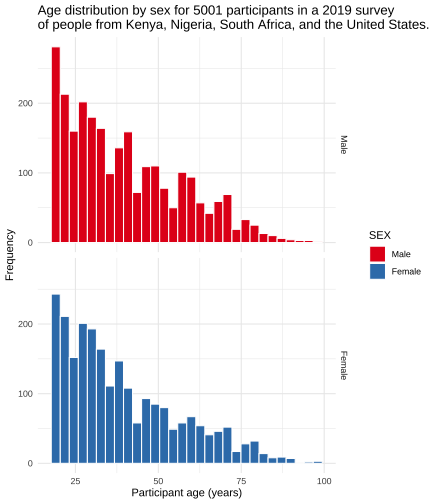 Age distribution by sex for 5001 participants in a 2019 survey
of people from Kenya, Nigeria, South Africa, and the United States.
200
100
0
Male
200
100
0
Female
Frequency
25
50
75
100
Participant age (years)
SEX
Male
Female